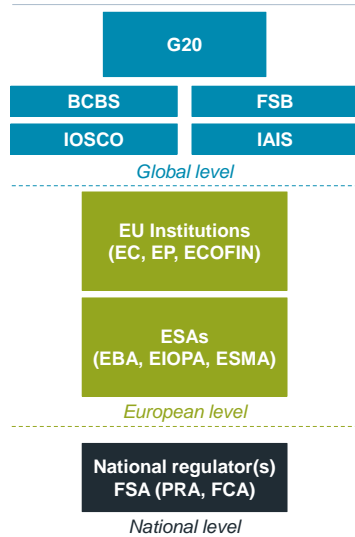 G20
BCBS FSB
IOSCO IAIS
Global level
EU Institutions
(EC, EP, ECOFIN)
ESAs
(EBA, EIOPA, ESMA)
European level
National regulator(s)
FSA (PRA, FCA)
National level